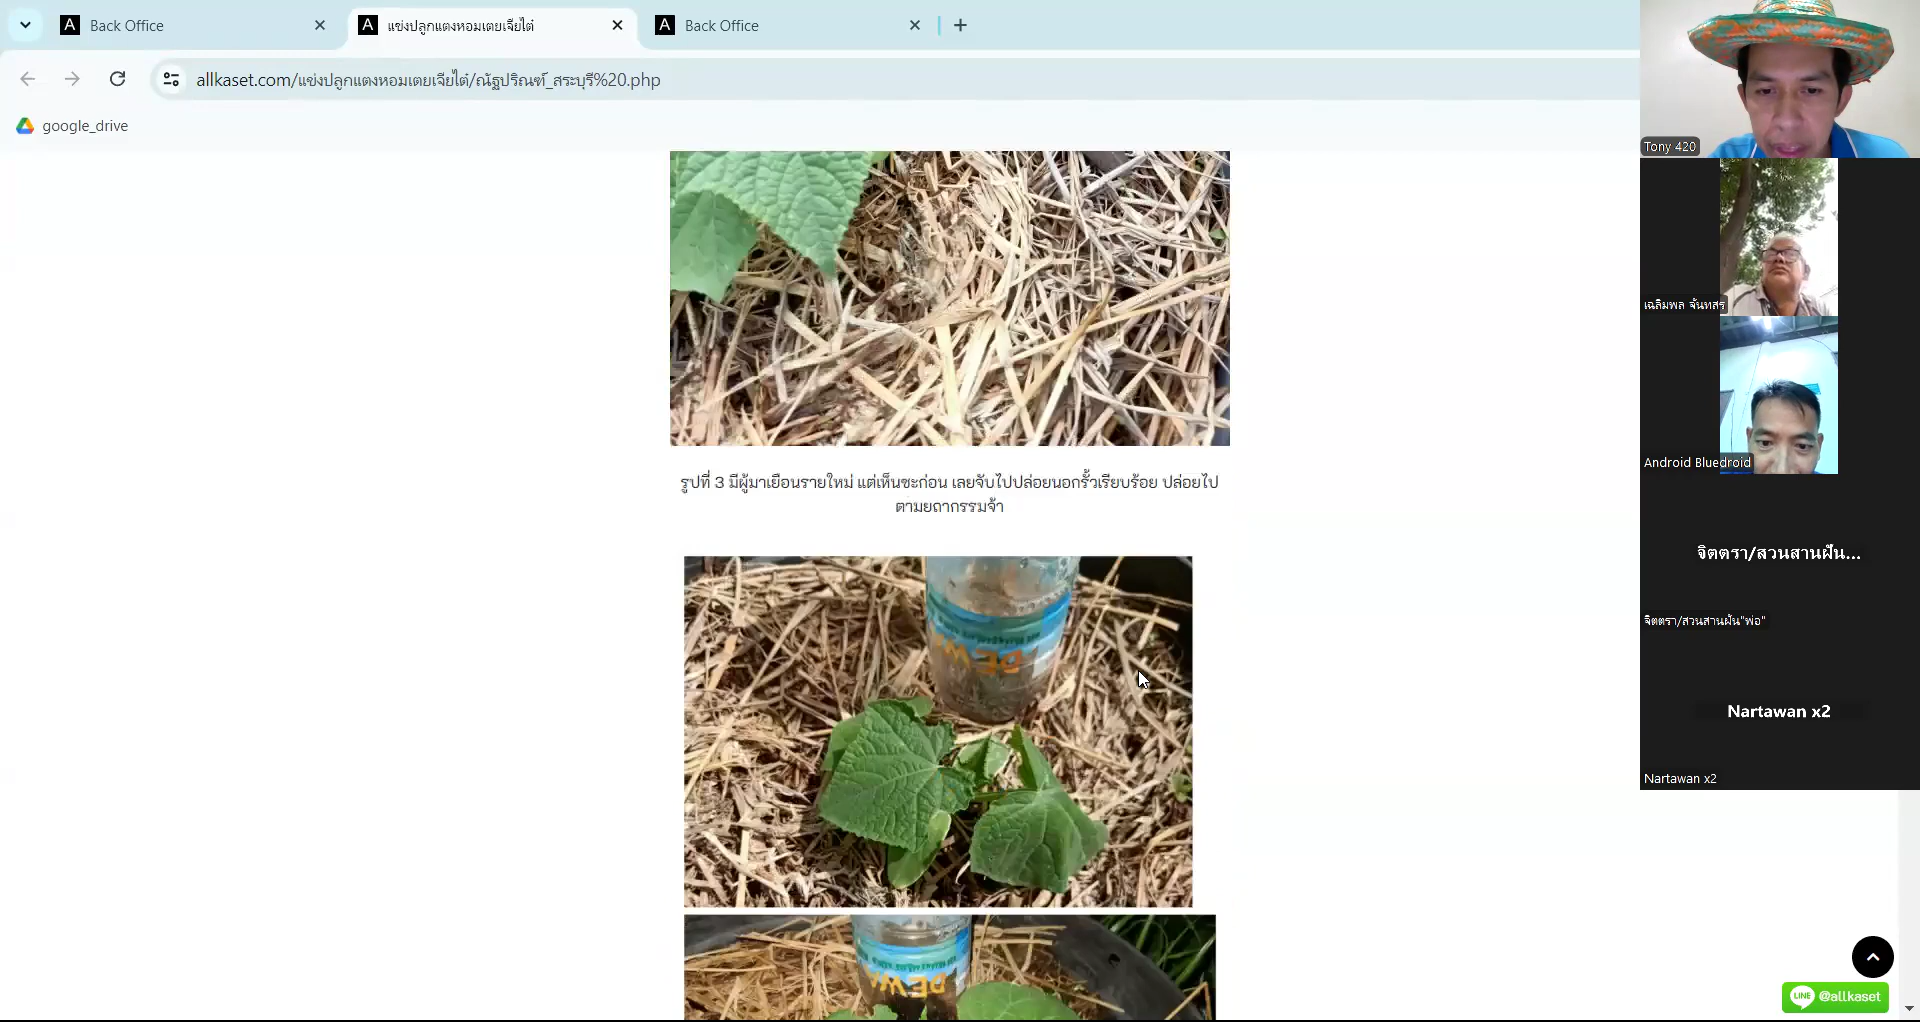 Back Office
แข่งปลูกแตงหอมเตยเจียไต๋
Back Office
allkaset.com/แข่งปลูกแตงหอมเตยเจียไต๋/ณัฐปริณฑ์_สระบุรี%20.php
google_drive
รูปที่ 3 มีผู้มาเยือนรายใหม่ แต่เห็นซะก่อน เลยจับไปปล่อยนอกรั้วเรียบร้อย ปล่อยไป
ตามยถากรรมจ้า
Tony 420
เฉลิมพล จันทสร
Android Bluedroid
จิตตรา/สวนสานฝัน...
จิตตรา/สวนสานฝัน"พ่อ"
Nartawan x2
Nartawan x2
LINE @allkaset